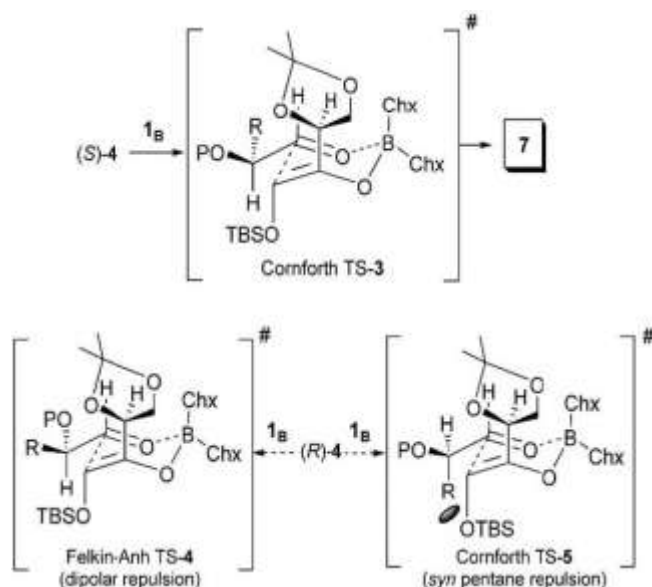 #
H H O
O O Chx
(S)-4 1B R B 7
PO O Chx
H O
TBSO
Cornforth TS-3
# #
H H O H H O
O O Chx O O Chx
PO B 1B (R)-4 1B H B
R O Chx PO O Chx
H O R O
TBSO OTBS
Felkin-Anh TS-4 Cornforth TS-5
(dipolar repulsion) (syn pentane repulsion)